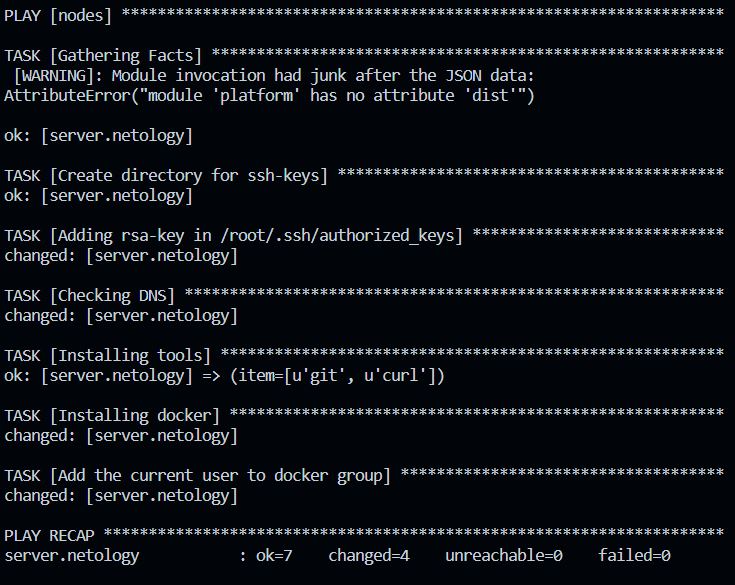 PLAY [nodes] *******************************************************************

TASK [Gathering Facts] *********************************************************
 [WARNING]: Module invocation had junk after the JSON data:
AttributeError("module 'platform' has no attribute 'dist'")

ok: [server.netology]

TASK [Create directory for ssh-keys] *******************************************
ok: [server.netology]

TASK [Adding rsa-key in /root/.ssh/authorized_keys] ****************************
changed: [server.netology]

TASK [Checking DNS] ************************************************************
changed: [server.netology]

TASK [Installing tools] ********************************************************
ok: [server.netology] => (item=[u'git', u'curl'])

TASK [Installing docker] *******************************************************
changed: [server.netology]

TASK [Add the current user to docker group] ************************************
changed: [server.netology]

PLAY RECAP *********************************************************************
server.netology            : ok=7    changed=4    unreachable=0    failed=0